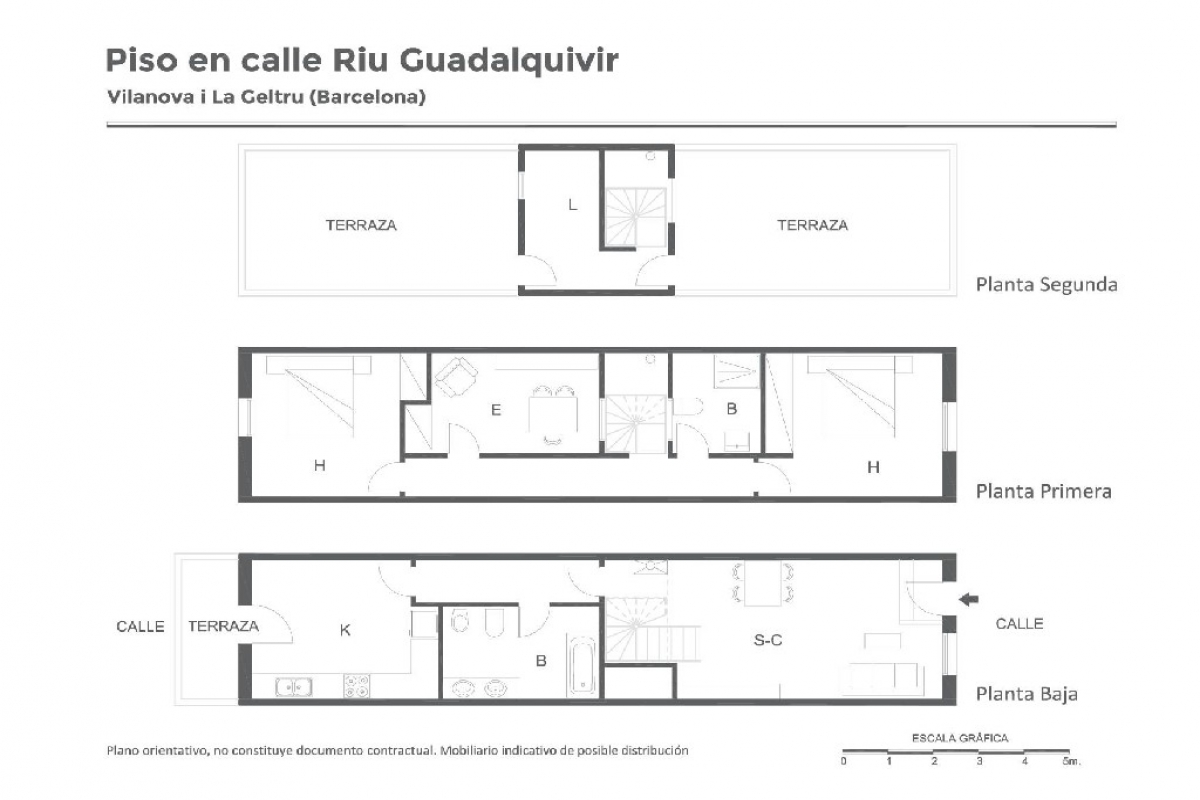 Piso en calle Riu Guadalquivir
Vilanova i La Geltru (Barcelona)
TERRAZA
L
TERRAZA
Planta Segunda
H
E
B
H
Planta Primera
CALLE
TERRAZA
K
B
S-C
CALLE
Planta Baja
Plano orientativo, no constituye documento contractual. Mobiliario indicativo de posible distribución
ESCALA GRÁFICA
0 1 2 3 4 5m.